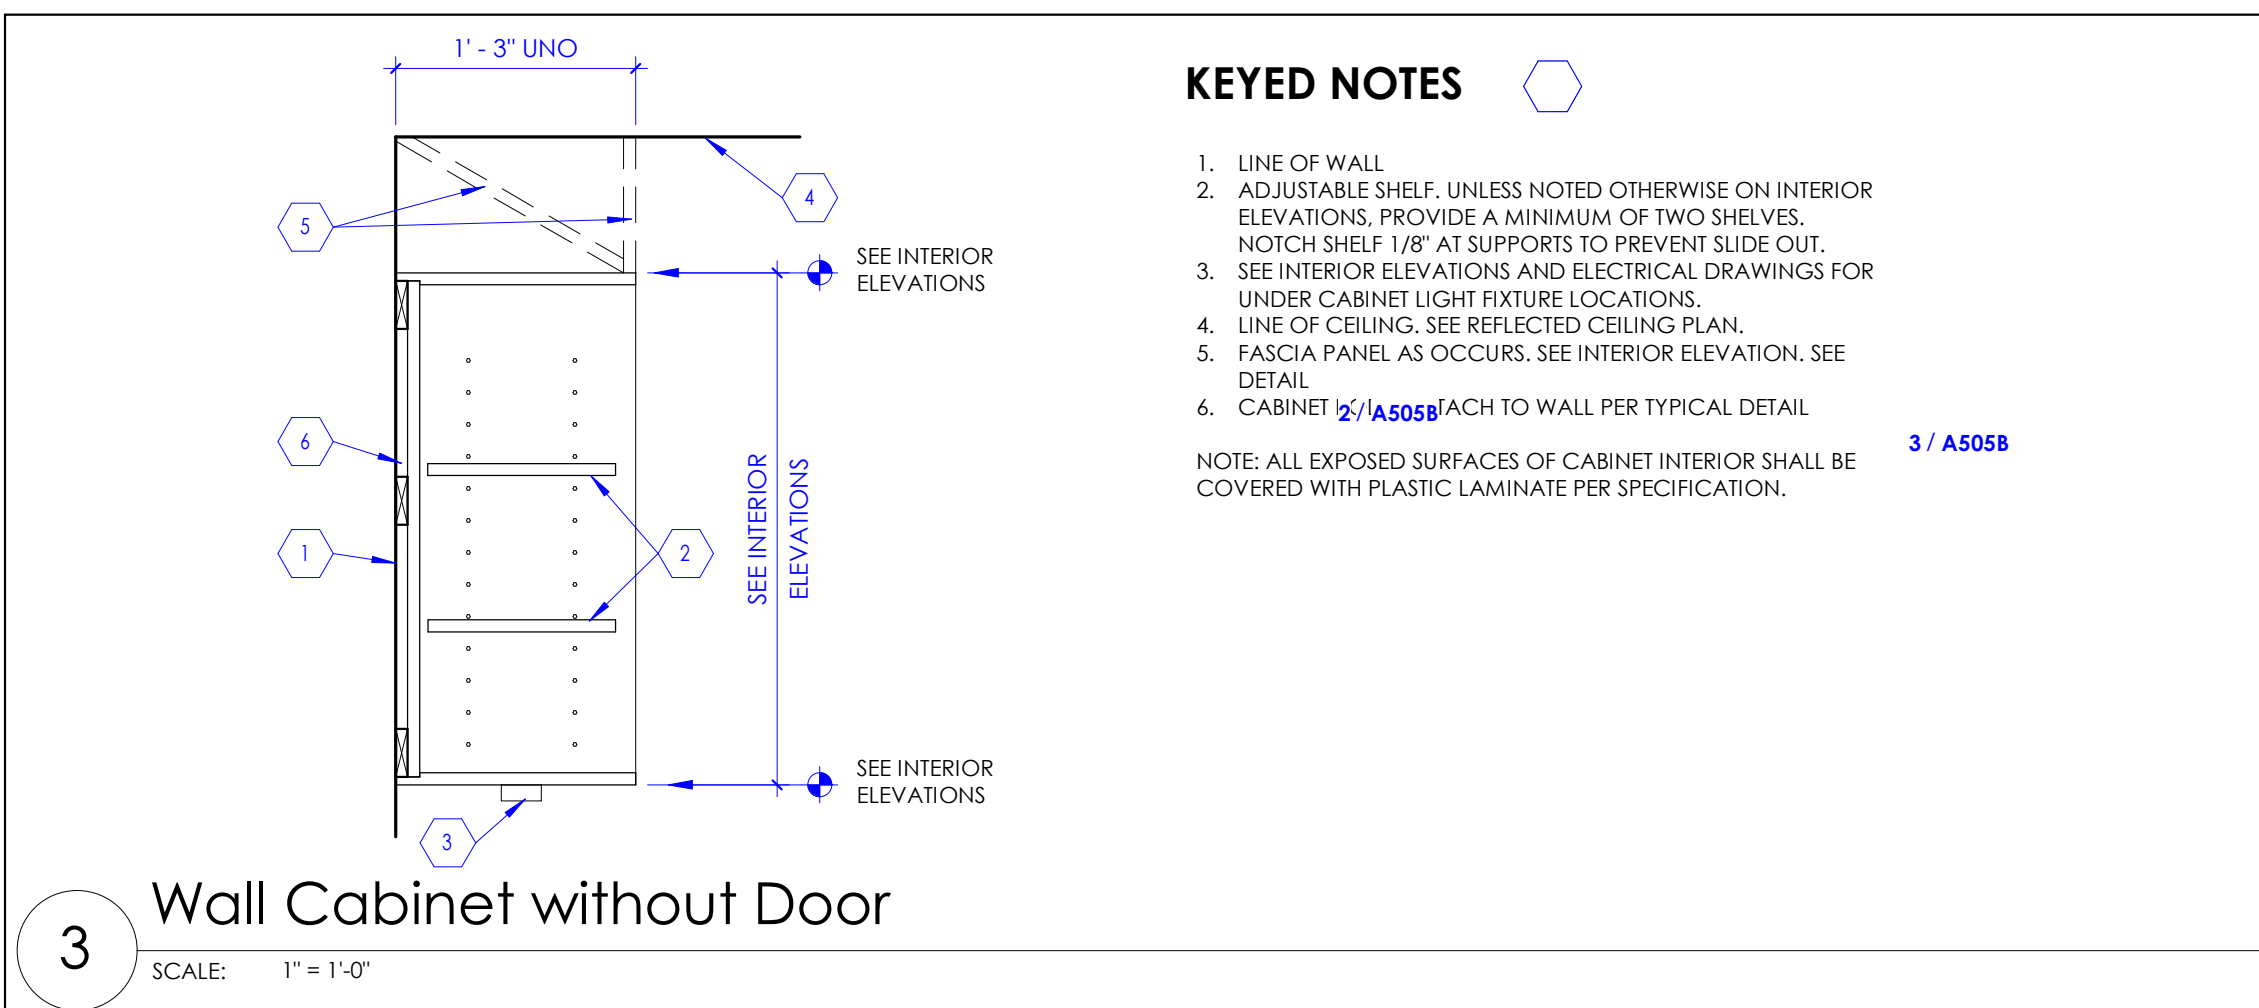 1' - 3" UNO
KEYED NOTES
1. LINE OF WALL
2. ADJUSTABLE SHELF. UNLESS NOTED OTHERWISE ON INTERIOR
ELEVATIONS, PROVIDE A MINIMUM OF TWO SHELVES.
NOTCH SHELF 1/8" AT SUPPORTS TO PREVENT SLIDE OUT.
3. SEE INTERIOR ELEVATIONS AND ELECTRICAL DRAWINGS FOR
UNDER CABINET LIGHT FIXTURE LOCATIONS.
4. LINE OF CEILING. SEE REFLECTED CEILING PLAN.
5. FASCIA PANEL AS OCCURS. SEE INTERIOR ELEVATION. SEE
DETAIL
2 / A505B
6. CABINET TACH TO WALL PER TYPICAL DETAIL
3 / A505B
NOTE: ALL EXPOSED SURFACES OF CABINET INTERIOR SHALL BE
COVERED WITH PLASTIC LAMINATE PER SPECIFICATION.
4
5
SEE INTERIOR
ELEVATIONS
6
1
2
SEE INTERIOR
ELEVATIONS
SEE INTERIOR
ELEVATIONS
3
Wall Cabinet without Door
3
SCALE: 1" = 1'-0"